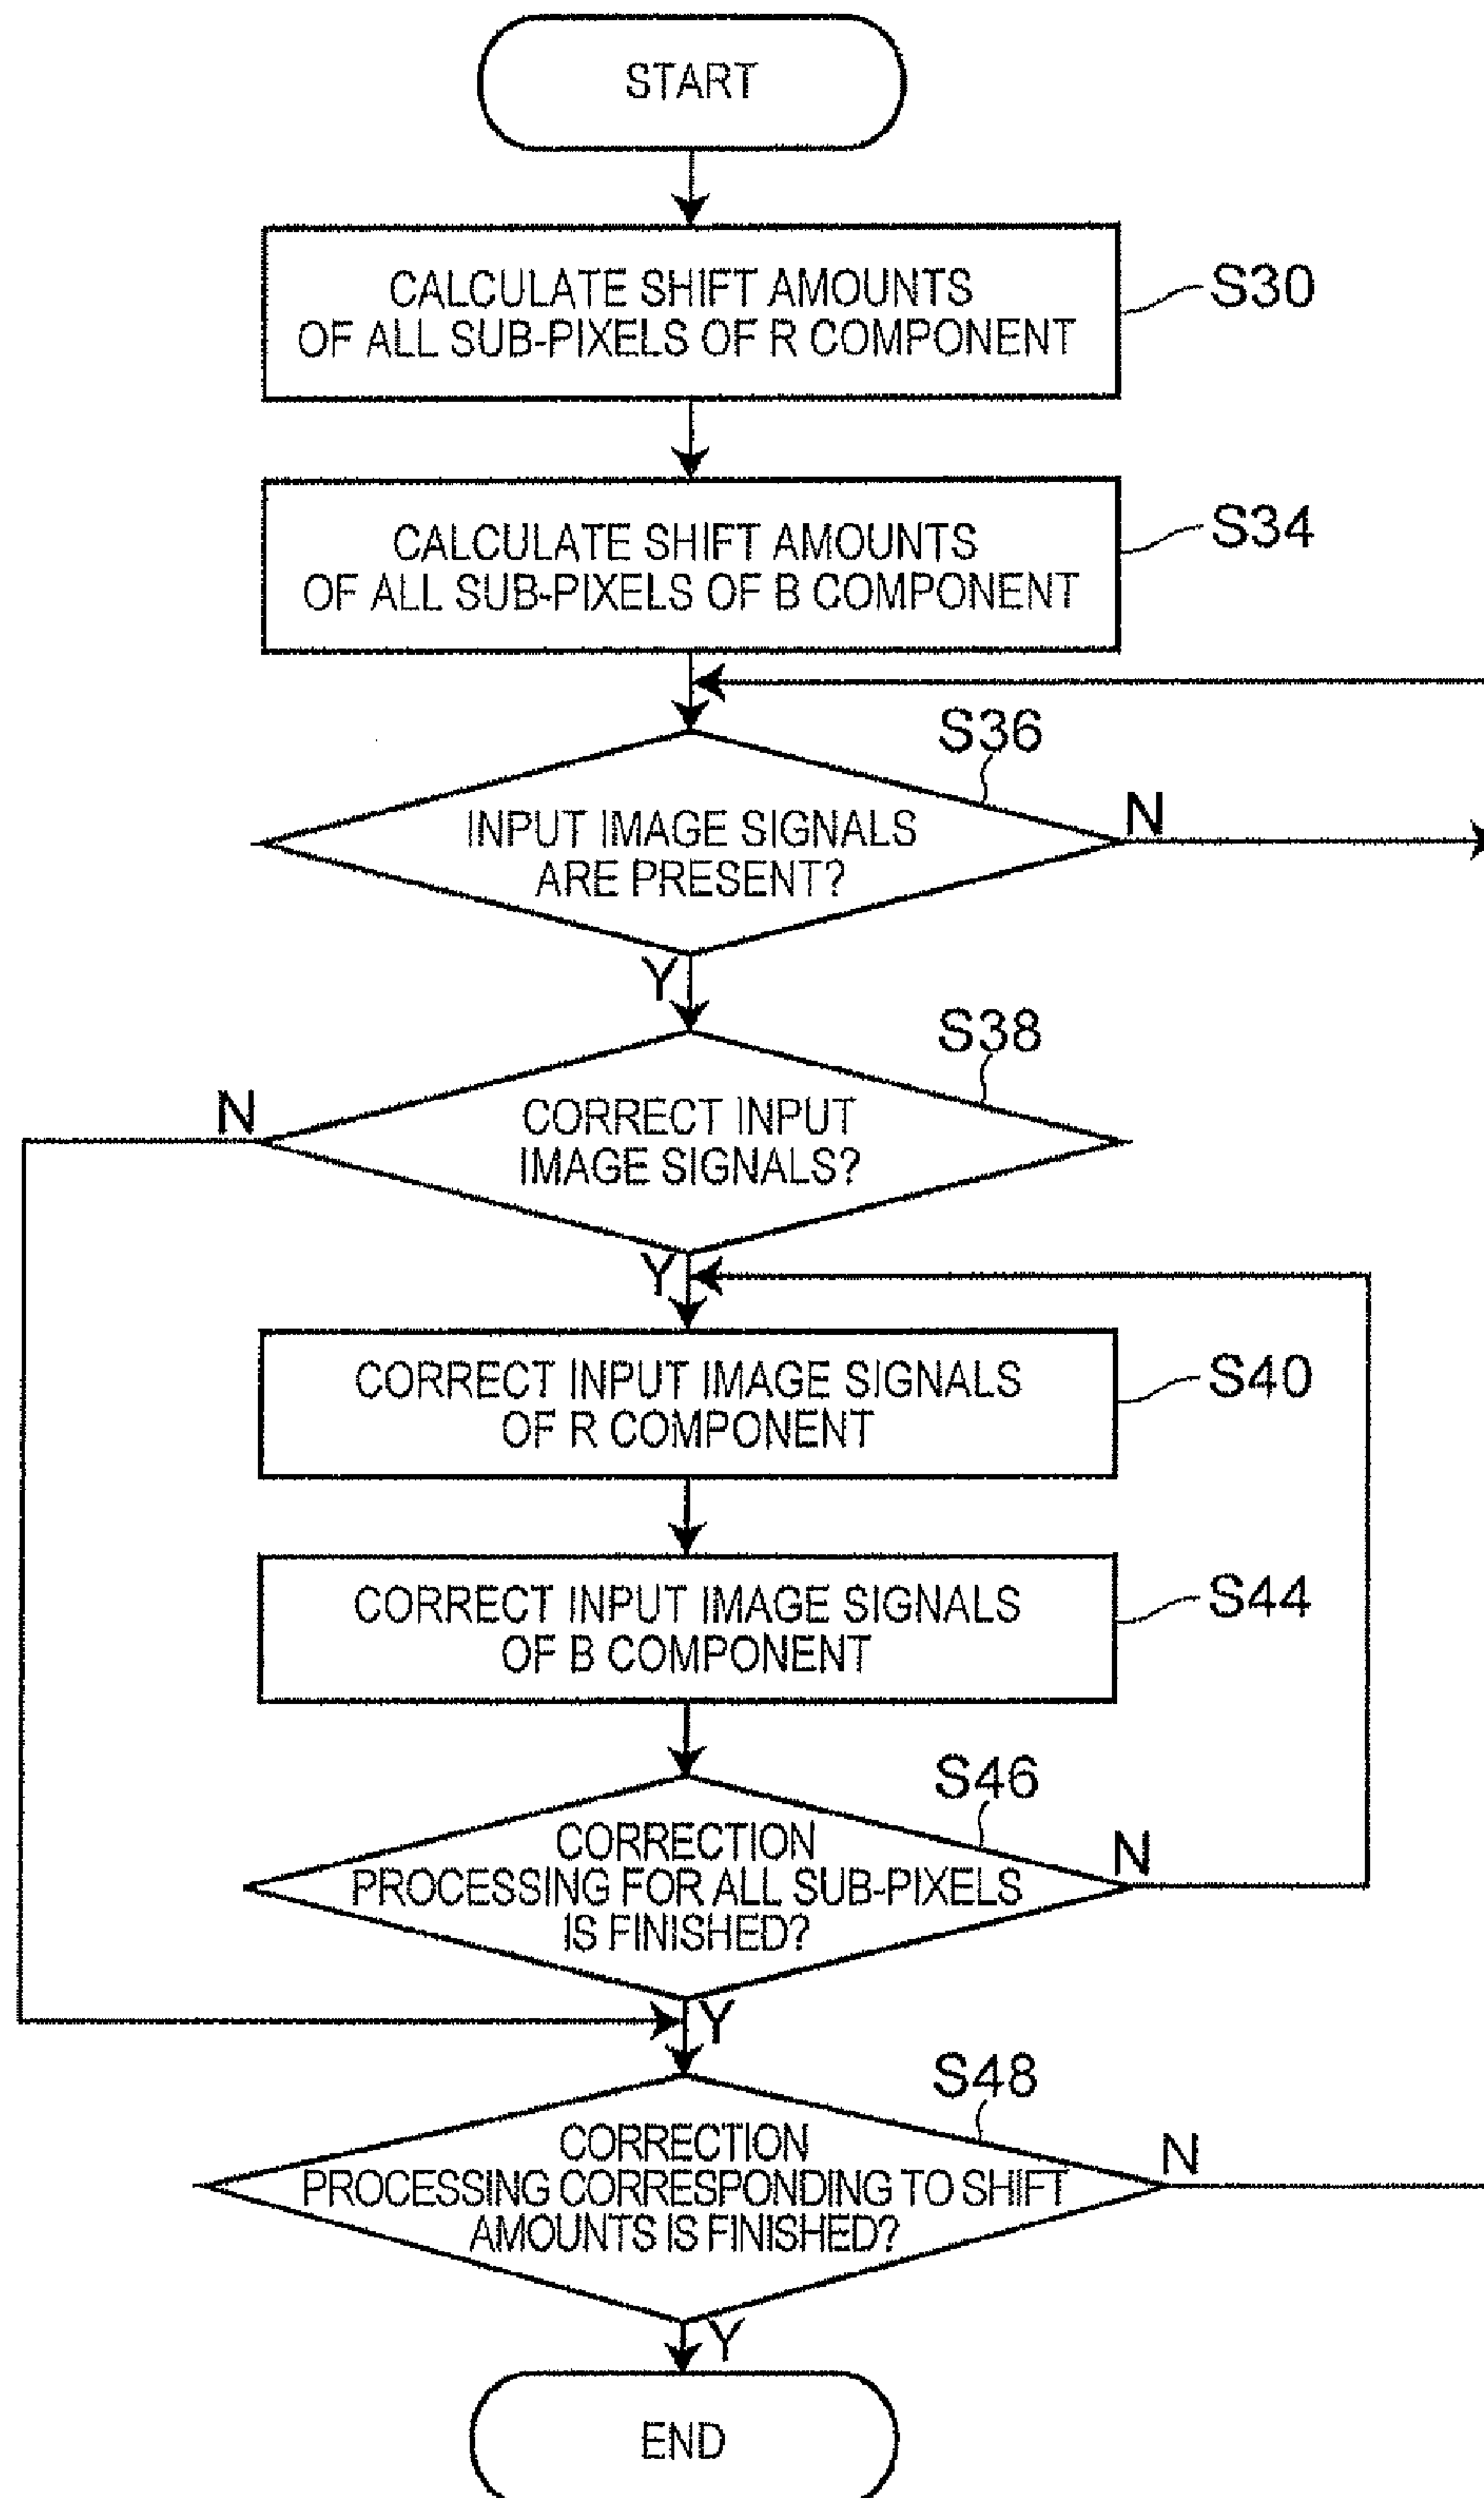 START
CALCULATE SHIFT AMOUNTS
OF ALL SUB-PIXELS OF R COMPONENT
S30
CALCULATE SHIFT AMOUNTS
OF ALL SUB-PIXELS OF B COMPONENT
S34
S36
INPUT IMAGE SIGNALS
ARE PRESENT?
N
Y
S38
N
CORRECT INPUT
IMAGE SIGNALS?
Y
CORRECT INPUT IMAGE SIGNALS
OF R COMPONENT
S40
CORRECT INPUT IMAGE SIGNALS
OF B COMPONENT
S44
S46
CORRECTION
PROCESSING FOR ALL SUB-PIXELS
IS FINISHED?
N
Y
S48
CORRECTION
PROCESSING CORRESPONDING TO SHIFT
AMOUNTS IS FINISHED?
N
Y
END